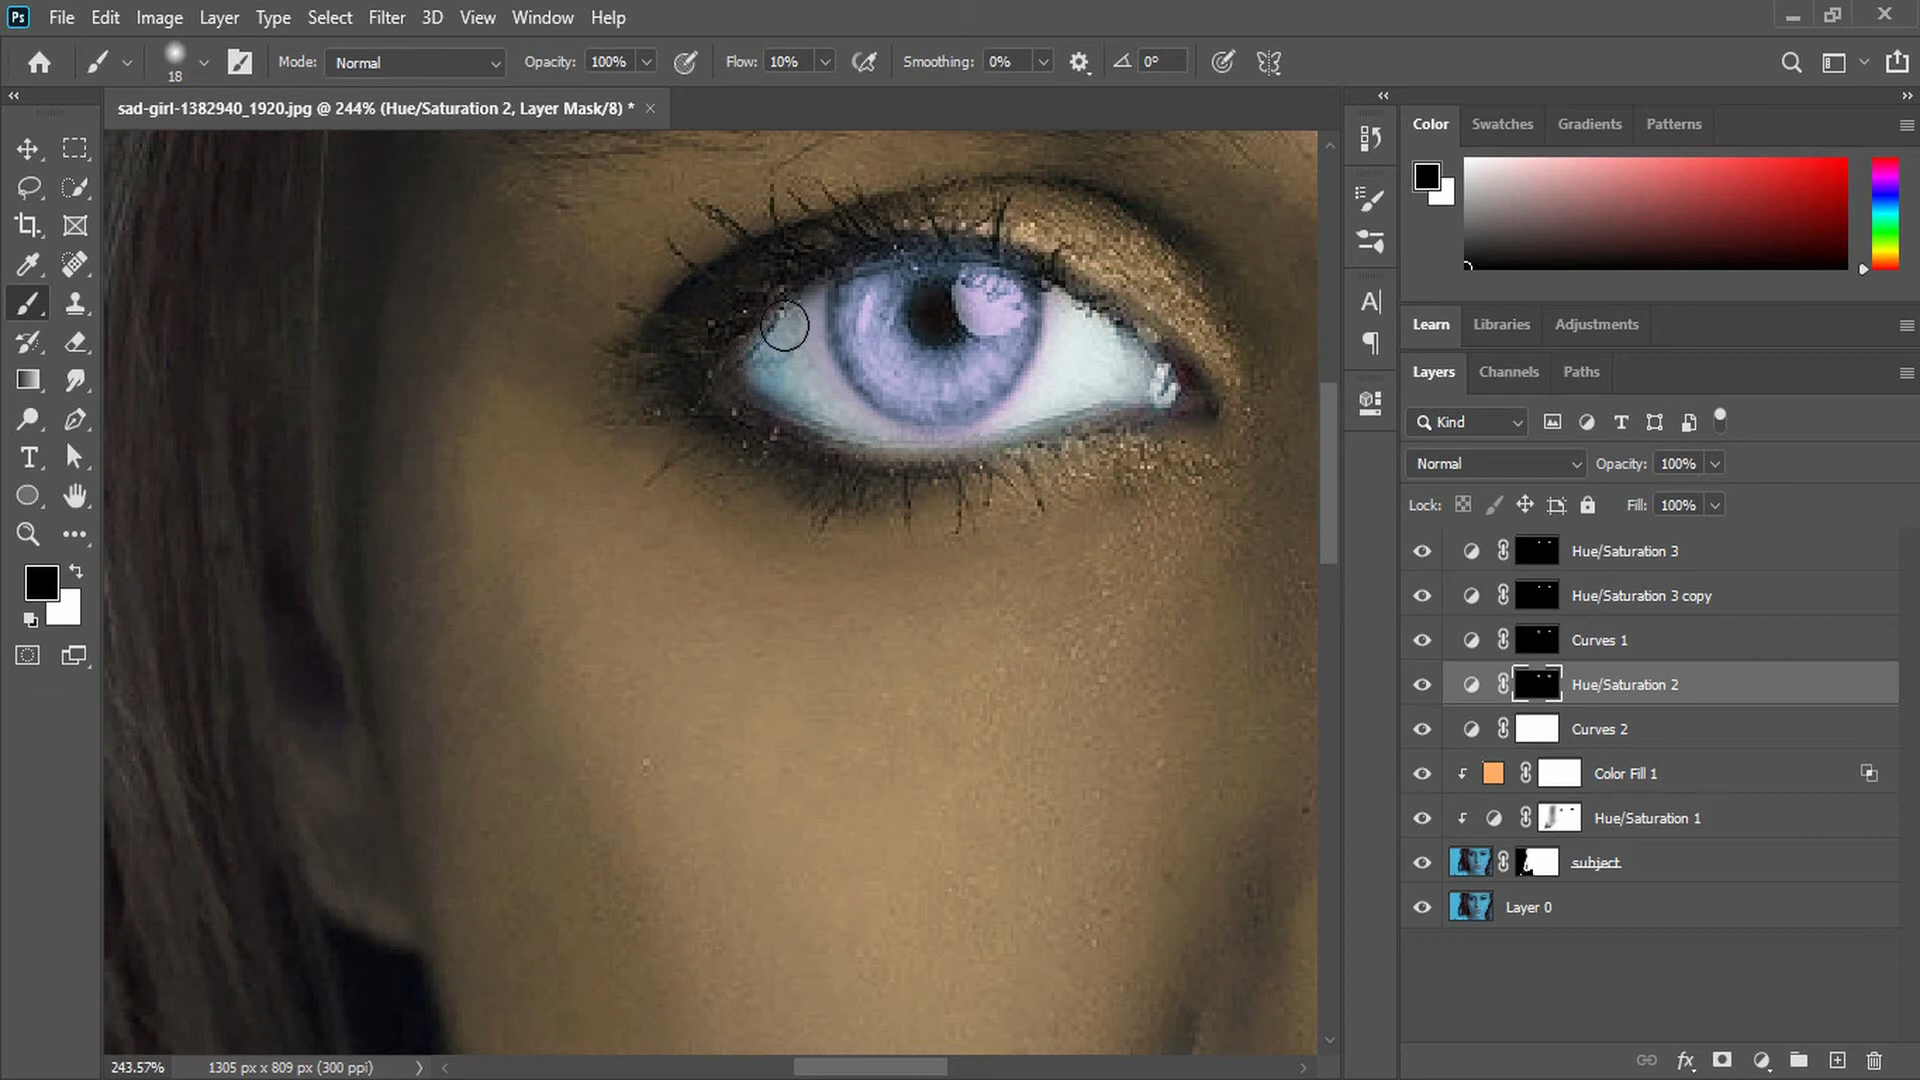 Ps File Edit Image Layer Type Select Filter 3D View Window Help
18 Mode: Normal Opacity: 100% Flow: 10% Smoothing: 0% 0°
sad-girl-1382940_1920.jpg @ 244% (Hue/Saturation 2, Layer Mask/8) *
Color Swatches Gradients Patterns
Learn Libraries Adjustments
Layers Channels Paths
Kind
Normal Opacity: 100%
Lock: Fill: 100%
Hue/Saturation 3
Hue/Saturation 3 copy
Curves 1
Hue/Saturation 2
Curves 2
Color Fill 1
Hue/Saturation 1
subject
Layer 0
243.57% 1305 px x 809 px (300 ppi)